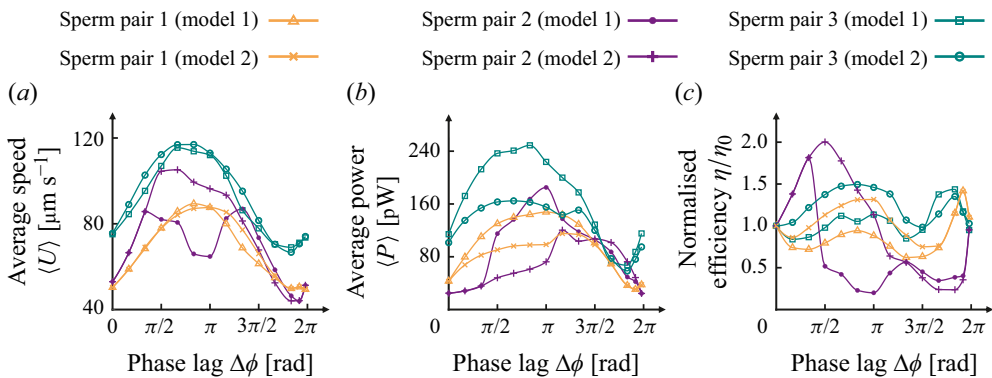 Sperm pair 1 (model 1) Sperm pair 2 (model 1) Sperm pair 3 (model 1)
Sperm pair 1 (model 2) Sperm pair 2 (model 2) Sperm pair 3 (model 2)
(a) (b) (c)
Average speed
⟨U⟩ [μm s⁻¹]
120
80
40
0 π/2 π 3π/2 2π
Phase lag Δϕ [rad]
Average power
⟨P⟩ [pW]
240
160
80
0
π/2 π 3π/2 2π
Phase lag Δϕ [rad]
Normalised
efficiency η/η0
2.0
1.5
1.0
0.5
0
π/2 π 3π/2 2π
Phase lag Δϕ [rad]